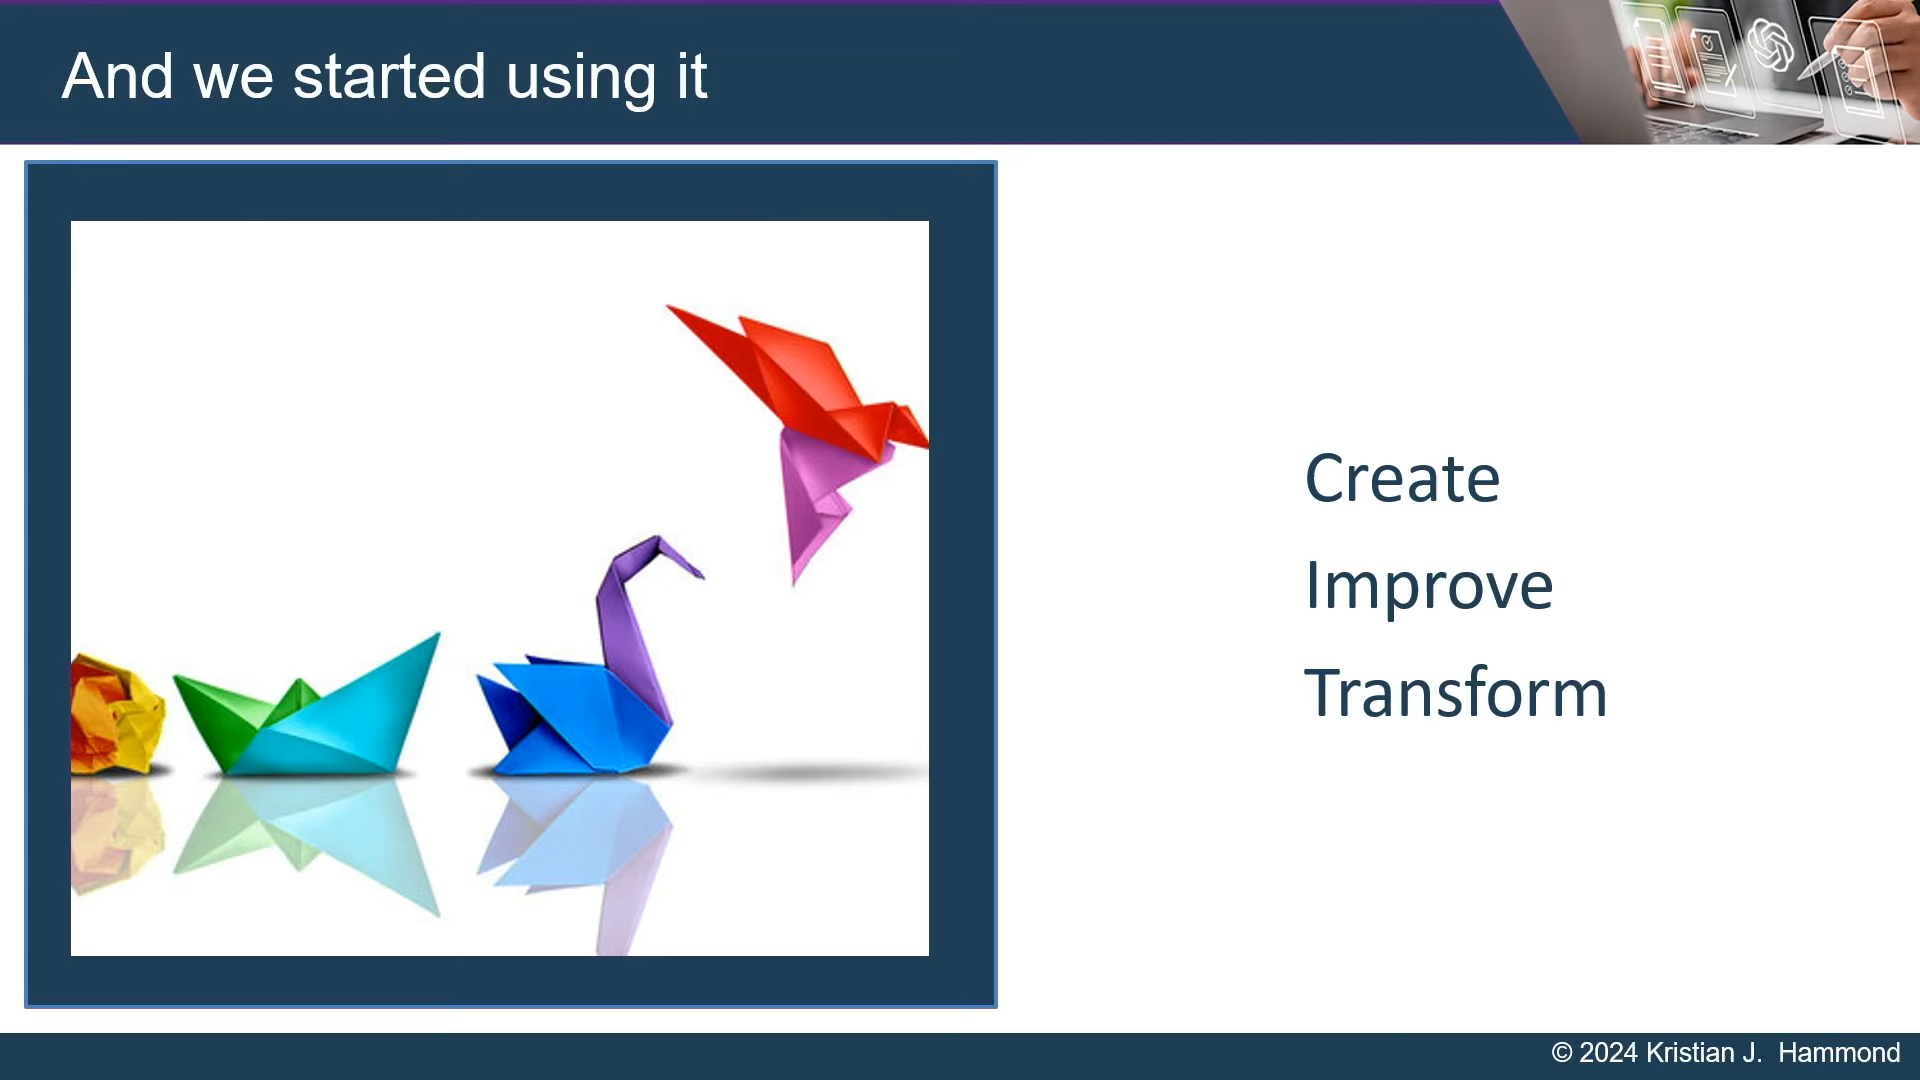 And we started using it
Create
Improve
Transform
© 2024 Kristian J.  Hammond